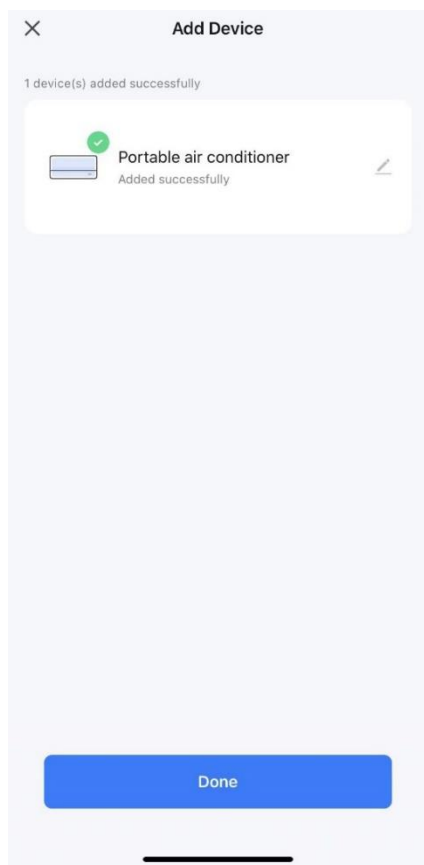 Add Device
1 device(s) added successfully
Portable air conditioner
Added successfully
Done